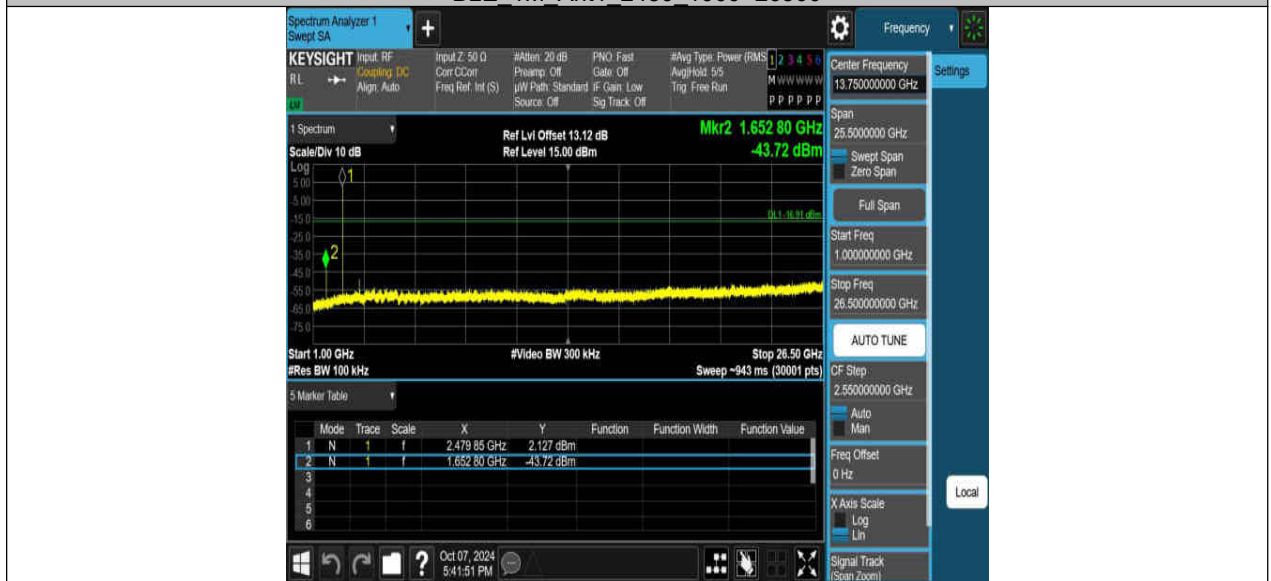 Spectrum Analyzer 1
Swept SA
+
Frequency
KEYSIGHT
RL
Input: RF
Coupling: DC
Align: Auto
Input Z: 50 Ω
Corr CCorr
Freq Ref: Int (S)
#Atten: 20 dB
Preamp: Off
µW Path: Standard
Source: Off
PNO: Fast
Gate: Off
IF Gain: Low
Sig Track: Off
#Avg Type: Power (RMS
Avg|Hold: 5/5
Trig: Free Run
1 2 3 4 5 6
M W W W W W
P P P P P P
1 Spectrum
Scale/Div 10 dB
Ref Lvl Offset 13.12 dB
Ref Level 15.00 dBm
Mkr2 1.652 80 GHz
-43.72 dBm
Log
5.00
-5.00
-15.0
-25.0
-35.0
-45.0
-55.0
-65.0
-75.0
1
2
DL1 -16.91 dBm
Start 1.00 GHz
#Video BW 300 kHz
Stop 26.50 GHz
#Res BW 100 kHz
Sweep ~943 ms (30001 pts)
5 Marker Table
Mode Trace Scale X Y Function Function Width Function Value
1 N 1 f 2.479 85 GHz 2.127 dBm
2 N 1 f 1.652 80 GHz -43.72 dBm
3
4
5
6
?
Oct 07, 2024
5:41:51 PM
Center Frequency
13.750000000 GHz
Settings
Span
25.5000000 GHz
Swept Span
Zero Span
Full Span
Start Freq
1.000000000 GHz
Stop Freq
26.500000000 GHz
AUTO TUNE
CF Step
2.550000000 GHz
Auto
Man
Freq Offset
0 Hz
X Axis Scale
Log
Lin
Local
Signal Track
(Span Zoom)